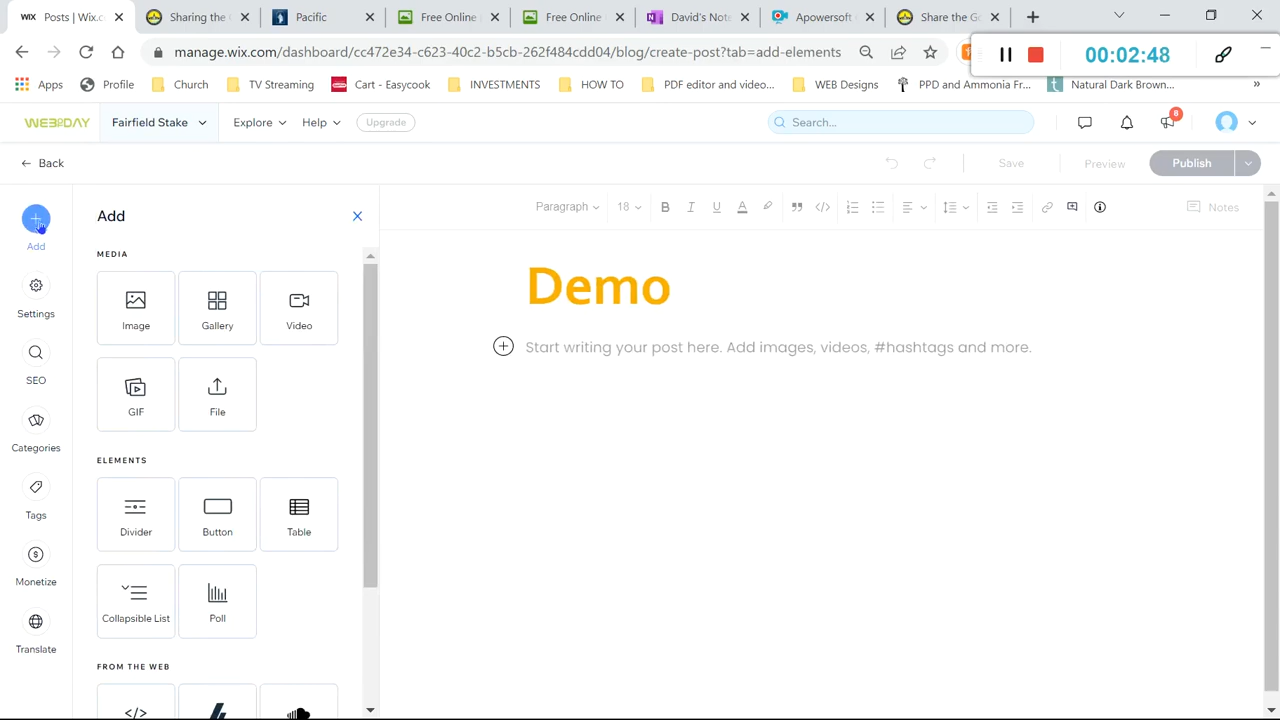 WIX Posts | Wix.c
Sharing the G
Pacific
Free Online
Free Online
David's Note
Apowersoft
Share the Go
manage.wix.com/dashboard/cc472e34-c623-40c2-b5cb-262f484cdd04/blog/create-post?tab=add-elements
00:02:48
Apps
Profile
Church
TV Streaming
Cart - Easycook
INVESTMENTS
HOW TO
PDF editor and video...
WEB Designs
PPD and Ammonia Fr...
Natural Dark Brown...
»
Fairfield Stake
Explore
Help
Upgrade
Search...
8
Back
Save
Preview
Publish
Add
Paragraph
18
B
I
U
A
Notes
Add
MEDIA
Demo
Settings
Image
Gallery
Video
Start writing your post here. Add images, videos, #hashtags and more.
SEO
GIF
File
Categories
ELEMENTS
Tags
Divider
Button
Table
Monetize
Collapsible List
Poll
Translate
FROM THE WEB